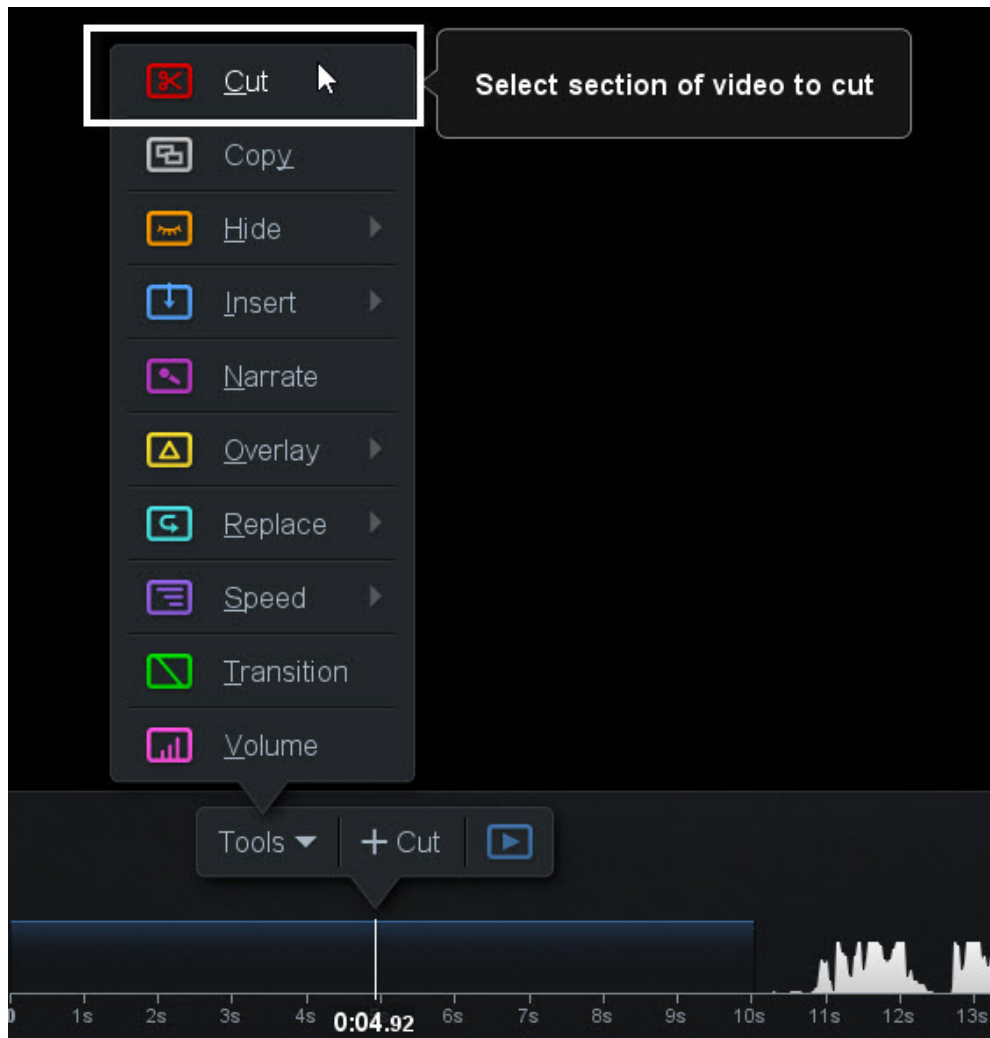 Cut
Select section of video to cut
Copy
Hide
Insert
Narrate
Overlay
Replace
Speed
Transition
Volume
Tools + Cut
0 1s 2s 3s 4s 0:04.92 6s 7s 8s 9s 10s 11s 12s 13s